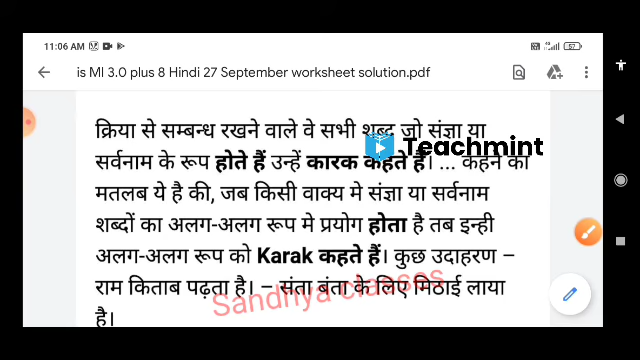 11:06 AM
57
is Ml 3.0 plus 8 Hindi 27 September worksheet solution.pdf
क्रिया से सम्बन्ध रखने वाले वे सभी शब्द जो संज्ञा या
सर्वनाम के रूप होते हैं उन्हें कारक कहते हैं। ... कहने का
Teachmint
मतलब ये है की, जब किसी वाक्य मे संज्ञा या सर्वनाम
शब्दों का अलग-अलग रूप मे प्रयोग होता है तब इन्ही
अलग-अलग रूप को Karak कहते हैं। कुछ उदाहरण –
राम किताब पढ़ता है। – संता बंता के लिए मिठाई लाया
Sandhya classes
है।